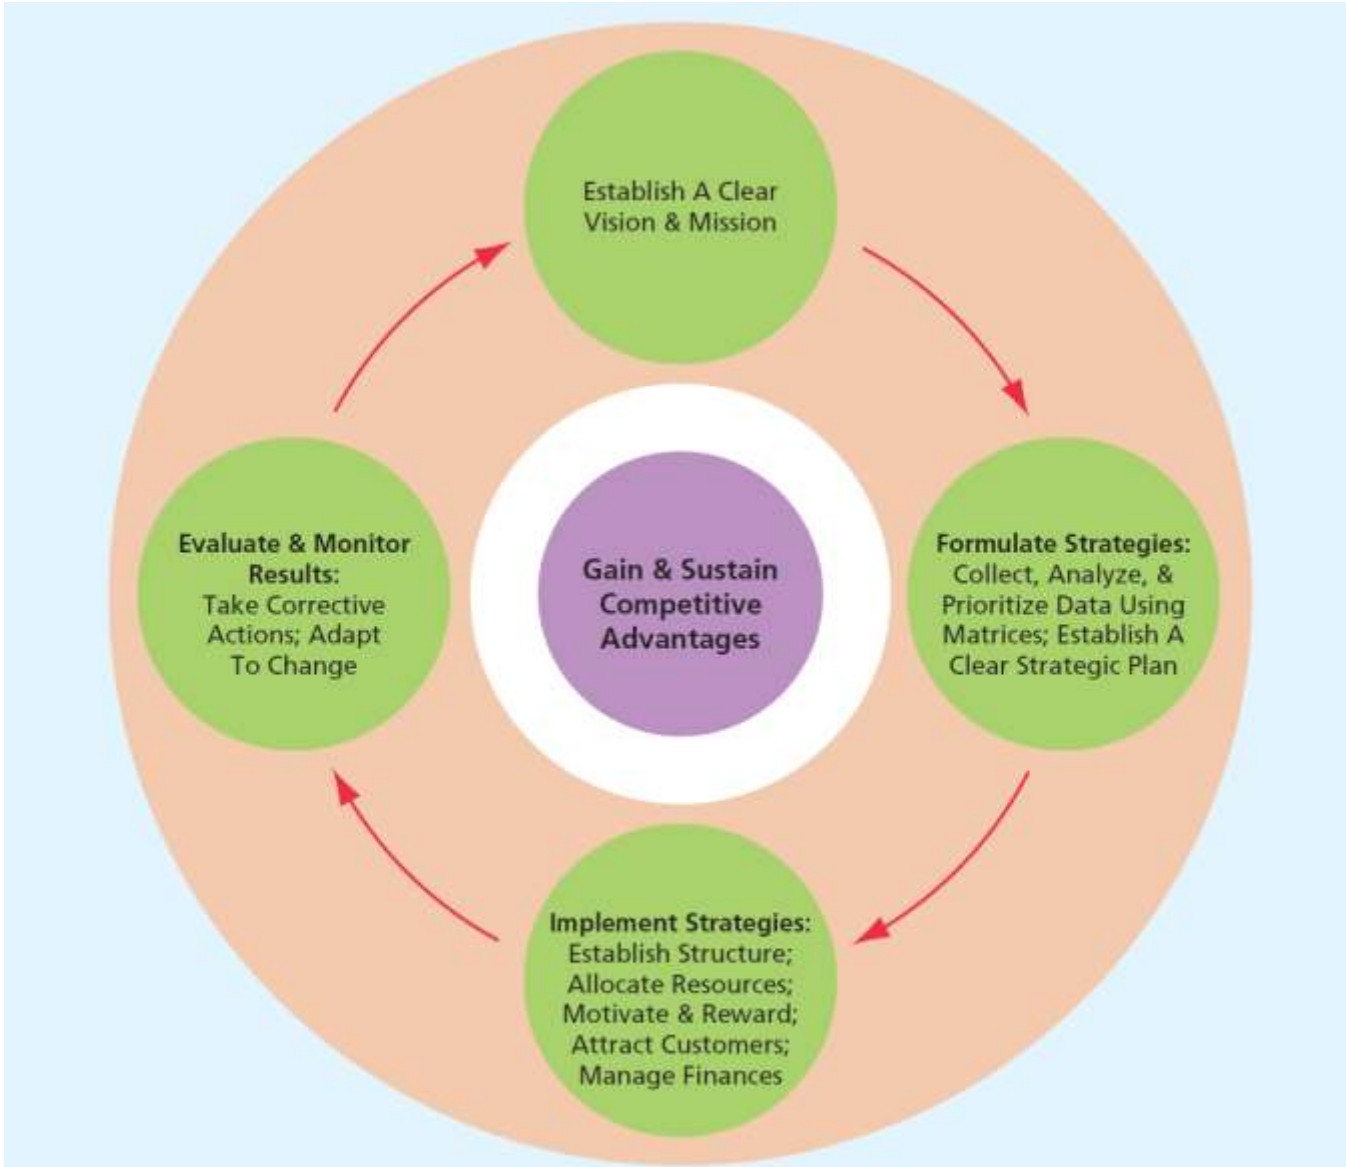 Establish A Clear
Vision & Mission
Formulate Strategies:
Collect, Analyze, &
Prioritize Data Using
Matrices; Establish A
Clear Strategic Plan
Implement Strategies:
Establish Structure;
Allocate Resources;
Motivate & Reward;
Attract Customers;
Manage Finances
Evaluate & Monitor
Results:
Take Corrective
Actions; Adapt
To Change
Gain & Sustain
Competitive
Advantages